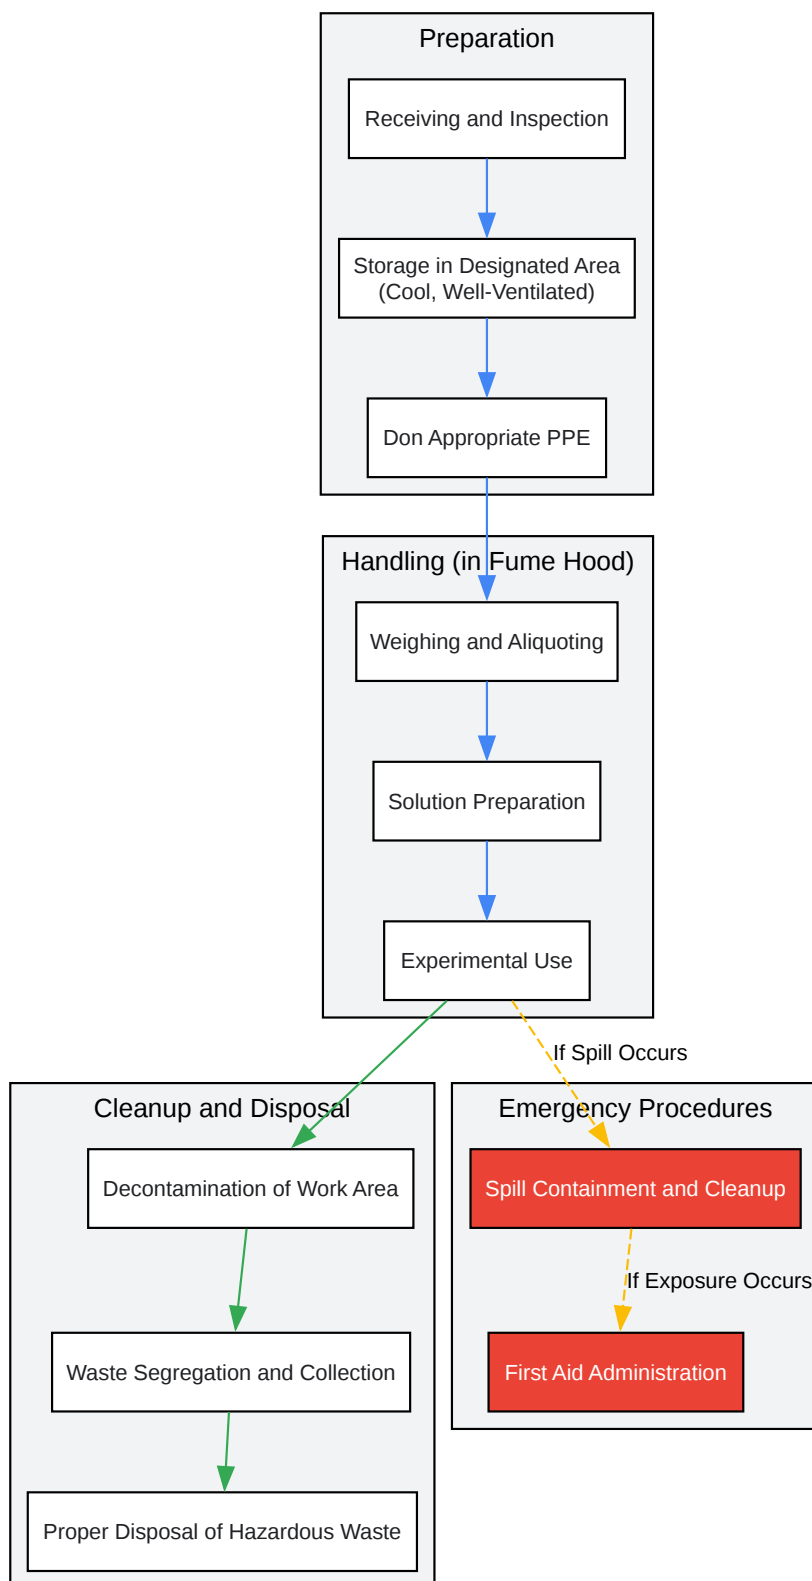 Preparation
Receiving and Inspection
Storage in Designated Area
(Cool, Well-Ventilated)
Don Appropriate PPE
Handling (in Fume Hood)
Weighing and Aliquoting
Solution Preparation
Experimental Use
If Spill Occurs
Cleanup and Disposal
Decontamination of Work Area
Waste Segregation and Collection
Proper Disposal of Hazardous Waste
Emergency Procedures
Spill Containment and Cleanup
If Exposure Occurs
First Aid Administration